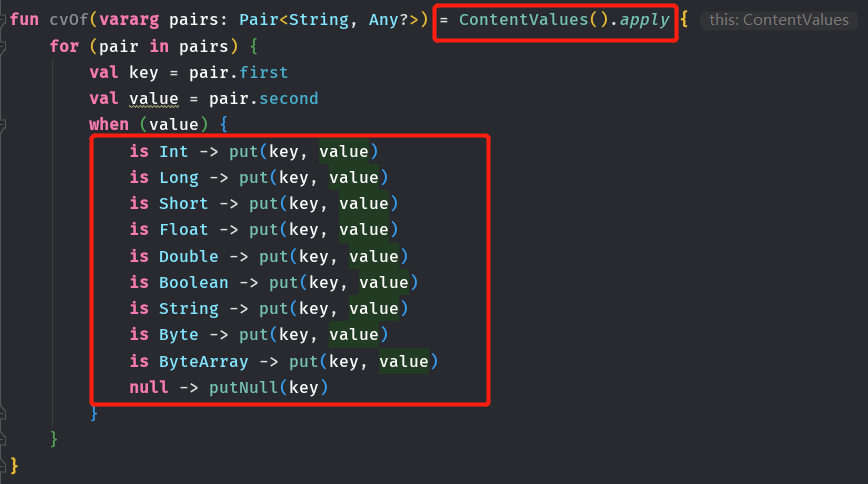 fun cvOf(vararg pairs: Pair<String, Any?>) = ContentValues().apply { this: ContentValues
    for (pair in pairs) {
        val key = pair.first
        val value = pair.second
        when (value) {
            is Int -> put(key, value)
            is Long -> put(key, value)
            is Short -> put(key, value)
            is Float -> put(key, value)
            is Double -> put(key, value)
            is Boolean -> put(key, value)
            is String -> put(key, value)
            is Byte -> put(key, value)
            is ByteArray -> put(key, value)
            null -> putNull(key)
        }
    }
}